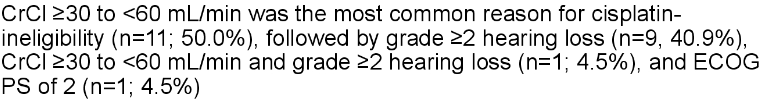 CrCl ≥30 to <60 mL/min was the most common reason for cisplatin-
ineligibility (n=11; 50.0%), followed by grade ≥2 hearing loss (n=9, 40.9%),
CrCl ≥30 to <60 mL/min and grade ≥2 hearing loss (n=1; 4.5%), and ECOG
PS of 2 (n=1; 4.5%)